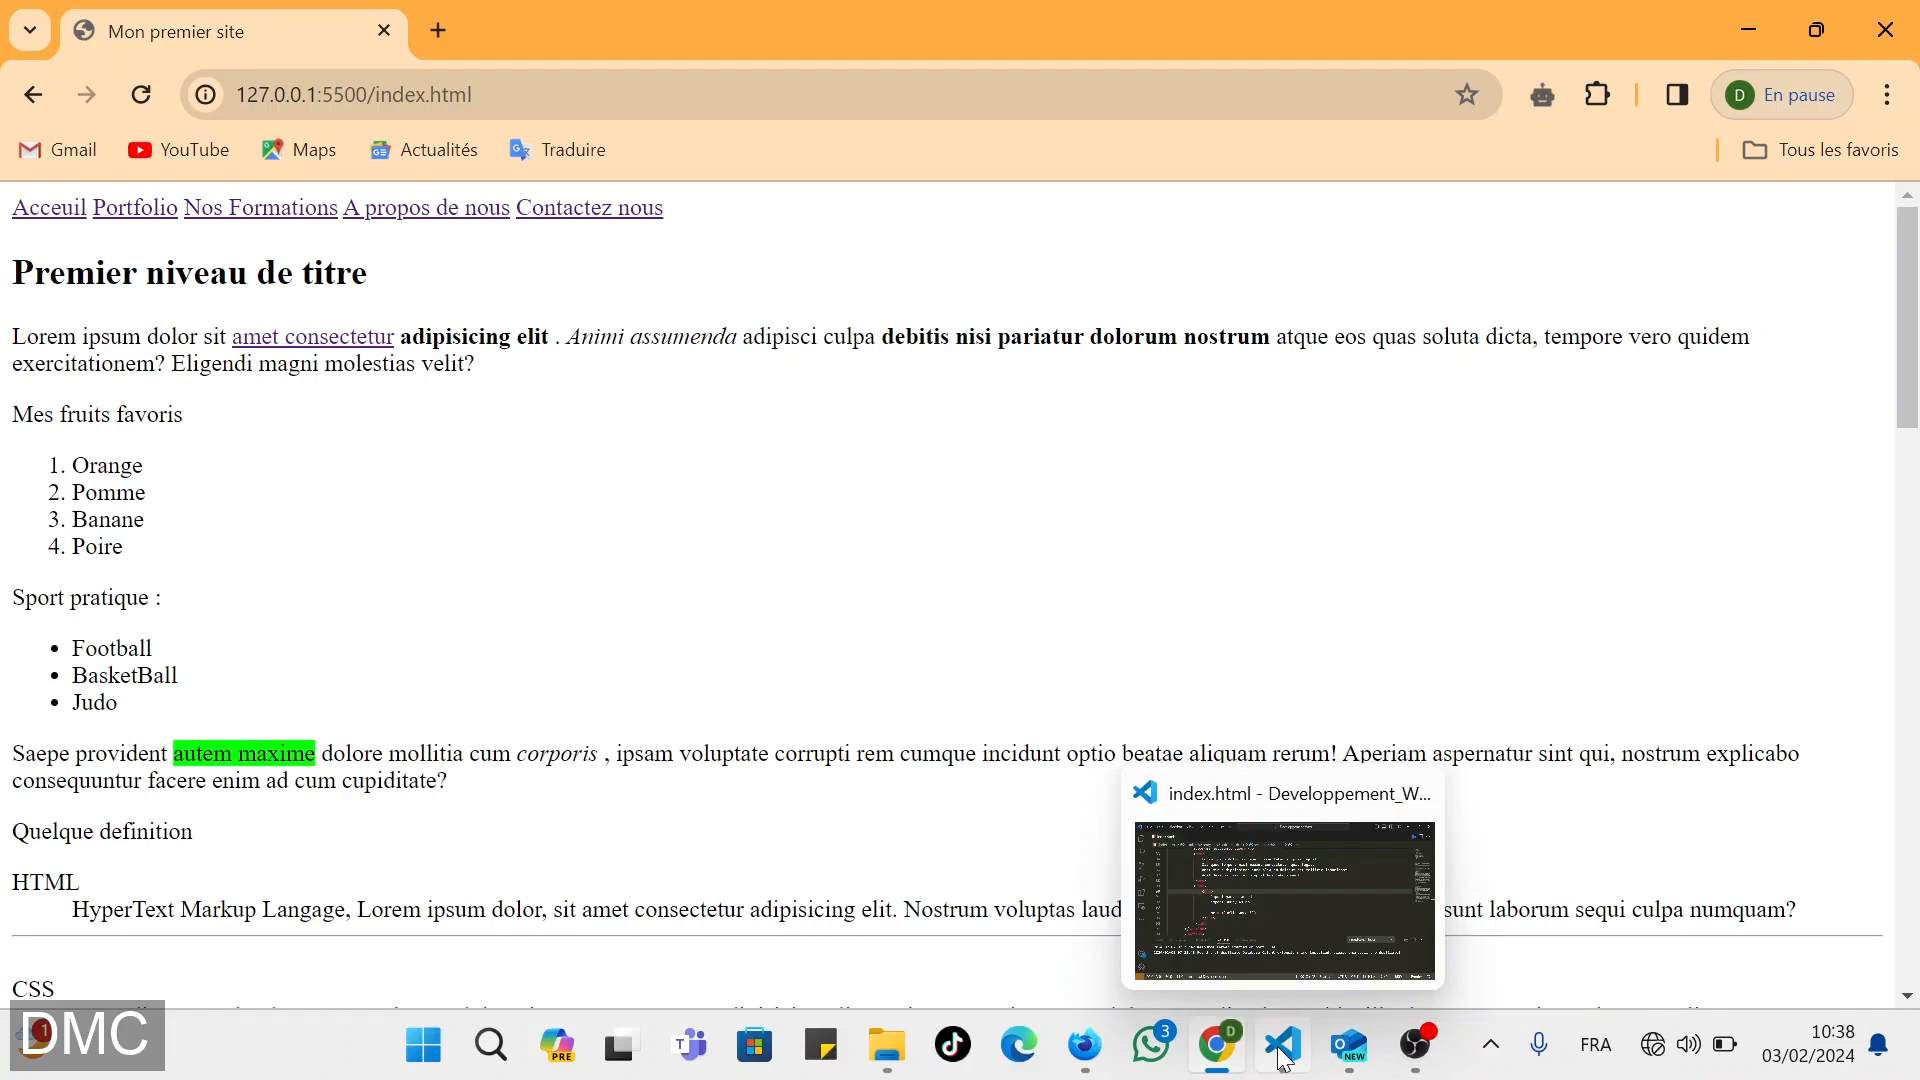 Mon premier site
127.0.0.1:5500/index.html
D En pause
Gmail YouTube Maps Actualités Traduire Tous les favoris
Acceuil Portfolio Nos Formations A propos de nous Contactez nous
Premier niveau de titre
Lorem ipsum dolor sit amet consectetur adipisicing elit . Animi assumenda adipisci culpa debitis nisi pariatur dolorum nostrum atque eos quas soluta dicta, tempore vero quidem
exercitationem? Eligendi magni molestias velit?
Mes fruits favoris
1. Orange
2. Pomme
3. Banane
4. Poire
Sport pratique :
• Football
• BasketBall
• Judo
Saepe provident autem maxime dolore mollitia cum corporis , ipsam voluptate corrupti rem cumque incidunt optio beatae aliquam rerum! Aperiam aspernatur sint qui, nostrum explicabo
consequuntur facere enim ad cum cupiditate?
index.html - Developpement_W...
Quelque definition
HTML
HyperText Markup Langage, Lorem ipsum dolor, sit amet consectetur adipisicing elit. Nostrum voluptas laud sunt laborum sequi culpa numquam?
CSS
DMC
1
PRE
T
3
D
NEW
FRA
10:38
03/02/2024